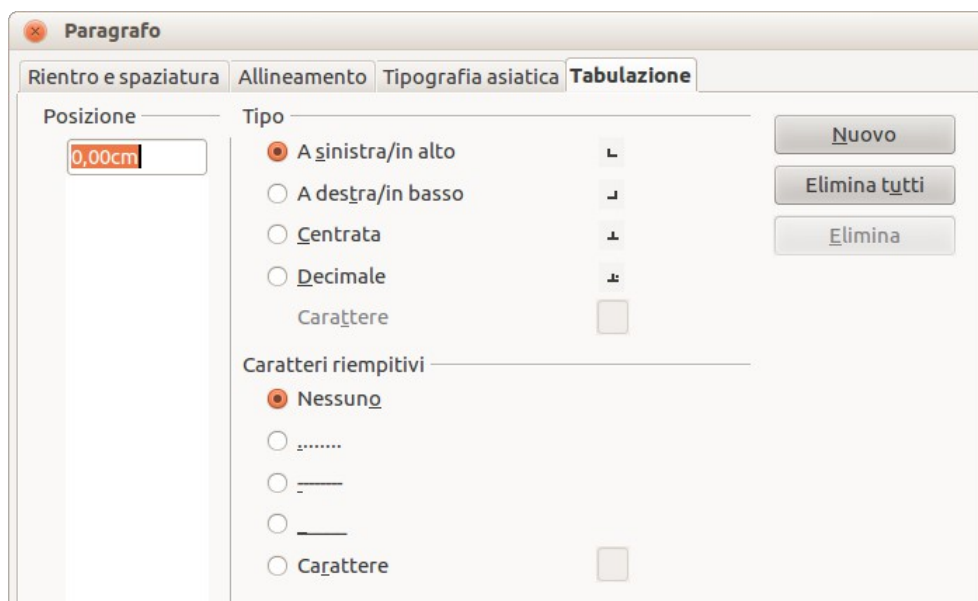 Paragrafo
Rientro e spaziatura Allineamento Tipografia asiatica Tabulazione
Posizione
0,00cm
Tipo
A sinistra/in alto
A destra/in basso
Centrata
Decimale
Carattere
Caratteri riempitivi
Nessuno
........
-------
______
Carattere
Nuovo
Elimina tutti
Elimina